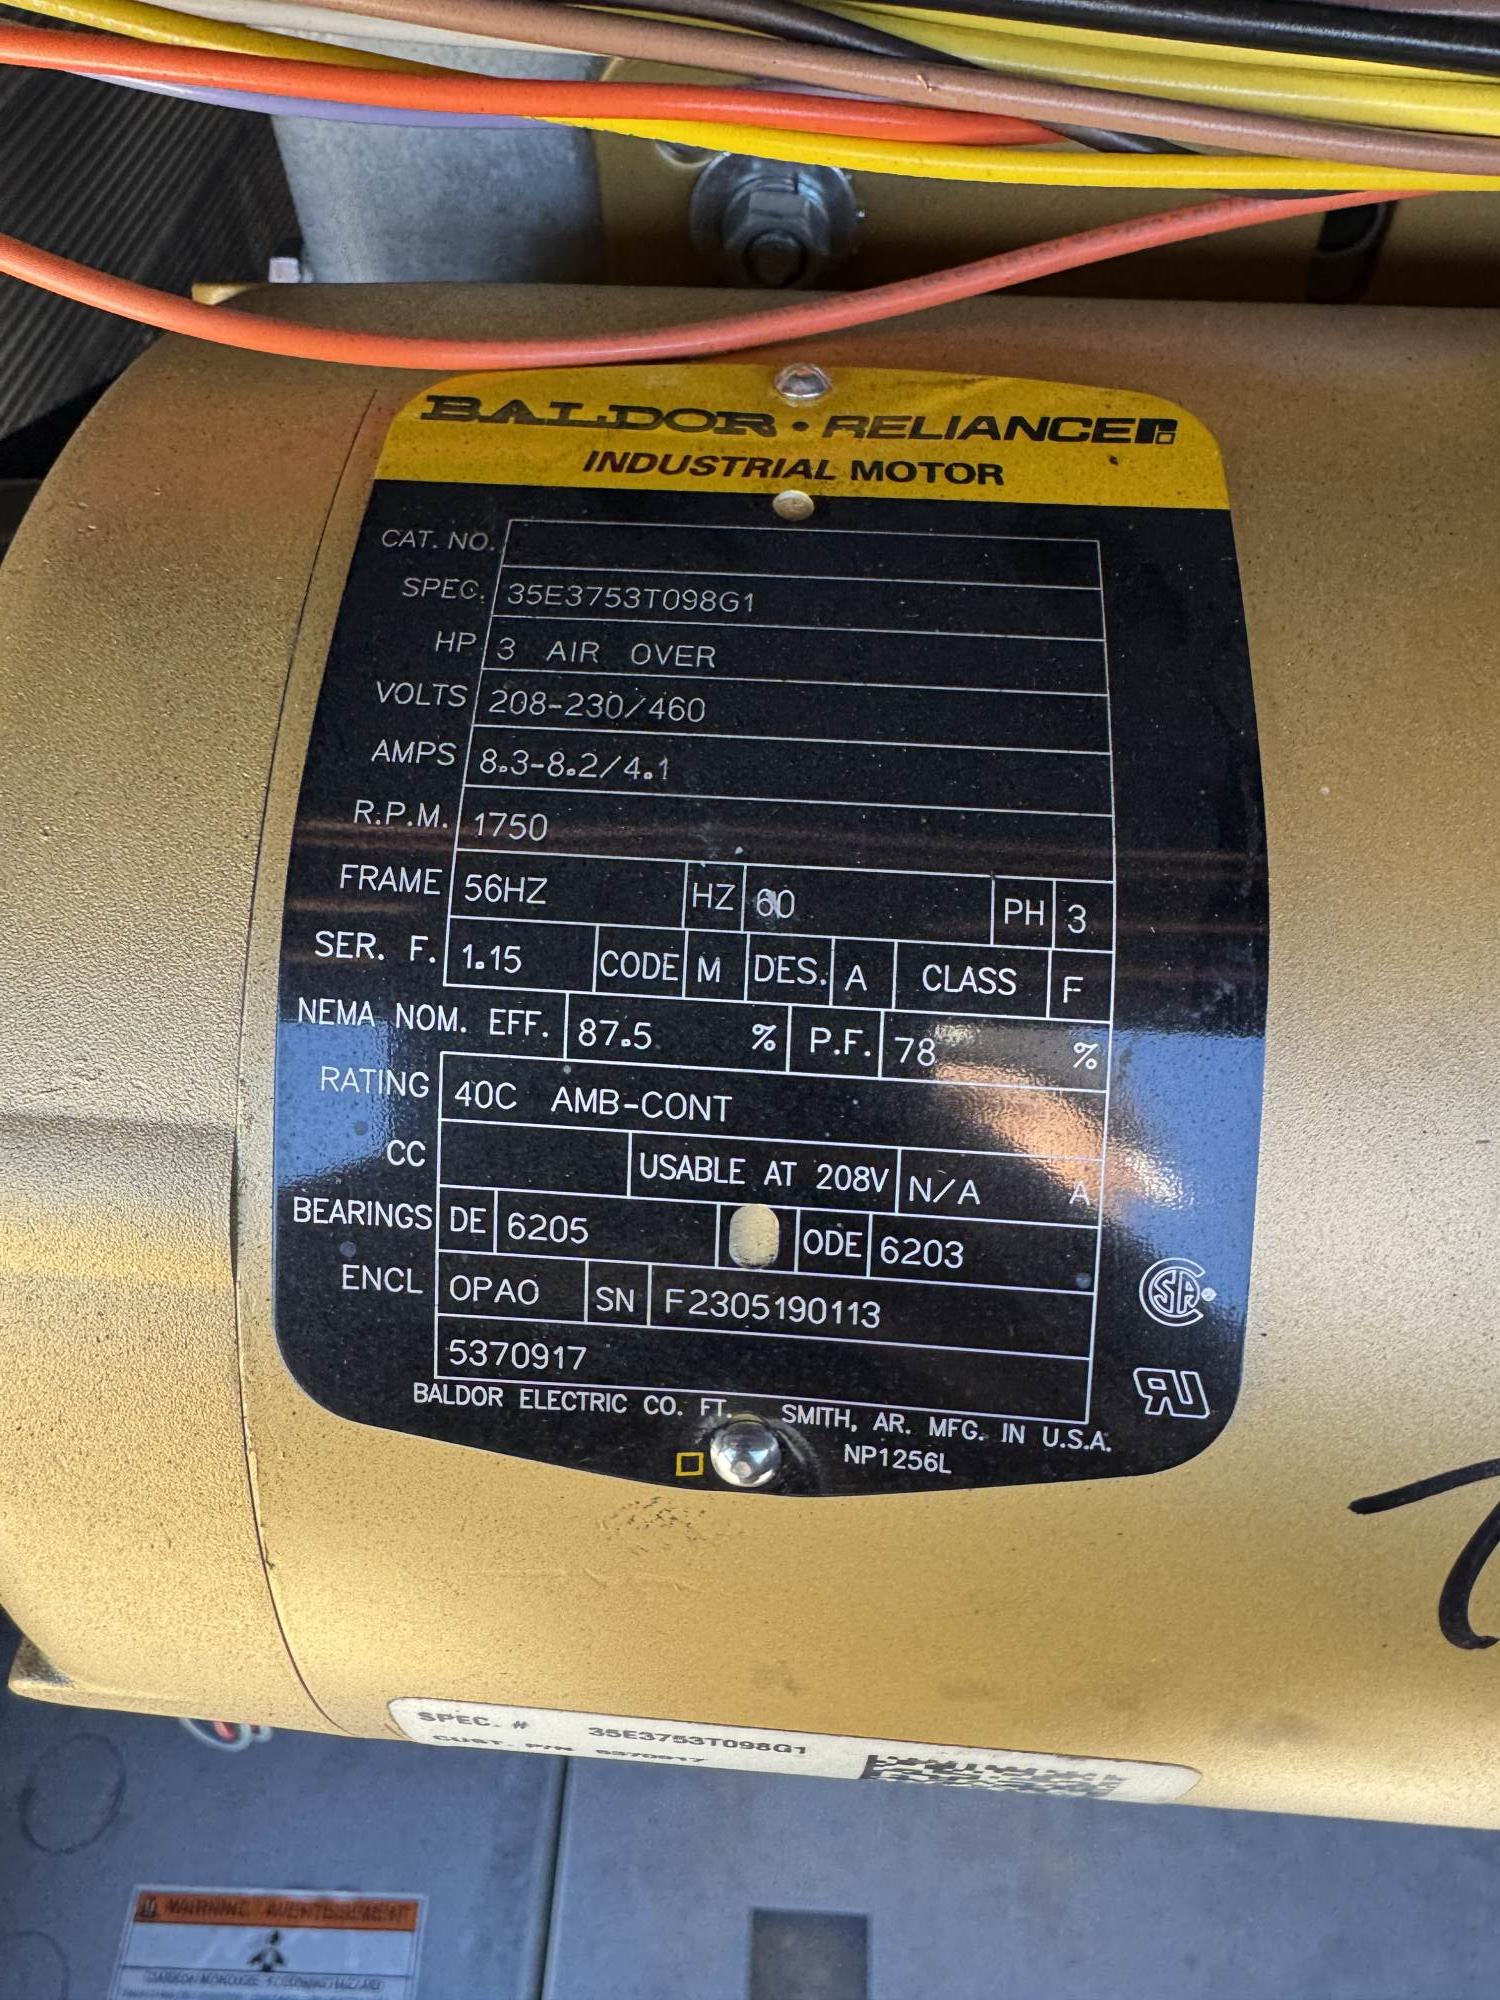 BALDOR • RELIANCE
INDUSTRIAL MOTOR
CAT. NO.
SPEC. 35E3753T098G1
HP 3 AIR OVER
VOLTS 208-230/460
AMPS 8.3-8.2/4.1
R.P.M. 1750
FRAME 56HZ HZ 60 PH 3
SER. F. 1.15 CODE M DES. A CLASS F
NEMA NOM. EFF. 87.5 % P.F. 78 %
RATING 40C AMB-CONT
CC USABLE AT 208V N/A A
BEARINGS DE 6205 ODE 6203
ENCL OPAO SN F2305190113
5370917
BALDOR ELECTRIC CO. FT. SMITH, AR. MFG. IN U.S.A.
NP1256L
SPEC. # 35E3753T098G1
CUST. P/N 5370917
WARNING AVERTISSEMENT